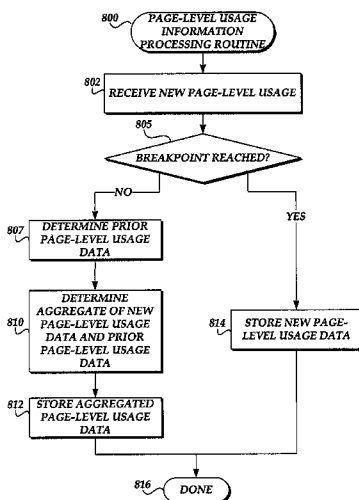 800
PAGE-LEVEL USAGE
INFORMATION
PROCESSING ROUTINE
802
RECEIVE NEW PAGE-LEVEL USAGE
805
BREAKPOINT REACHED?
NO
YES
807
DETERMINE PRIOR
PAGE-LEVEL USAGE
DATA
810
DETERMINE
AGGREGATE OF NEW
PAGE-LEVEL USAGE
DATA AND PRIOR
PAGE-LEVEL USAGE
DATA
814
STORE NEW PAGE-
LEVEL USAGE DATA
812
STORE AGGREGATED
PAGE-LEVEL USAGE
DATA
816
DONE